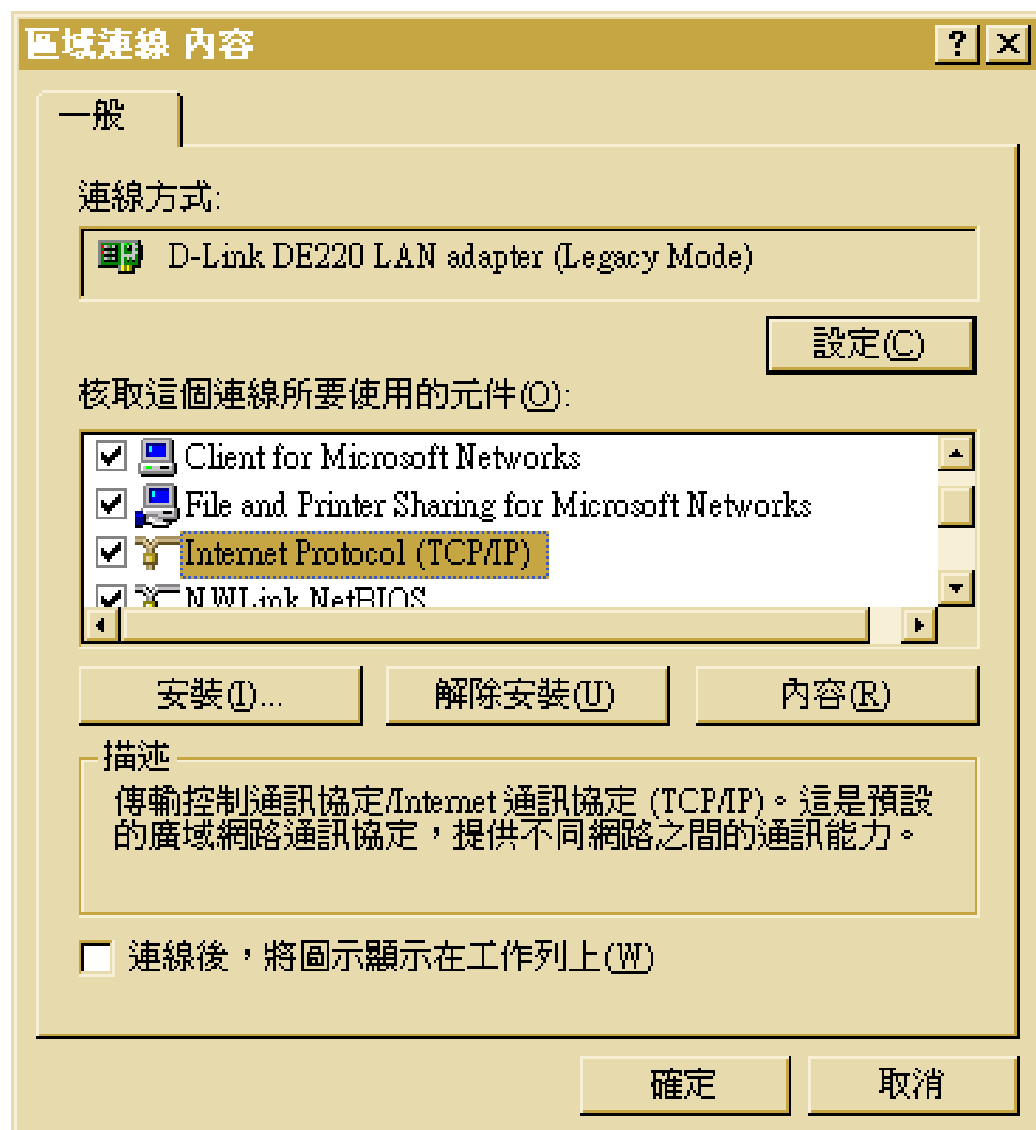 區域連線 內容
一般
連線方式:
D-Link DE220 LAN adapter (Legacy Mode)
設定(C)
核取這個連線所要使用的元件(O):
Client for Microsoft Networks
File and Printer Sharing for Microsoft Networks
Internet Protocol (TCP/IP)
NWLink NetBIOS
安裝(I)...
解除安裝(U)
內容(R)
描述
傳輸控制通訊協定/Internet 通訊協定 (TCP/IP)。這是預設
的廣域網路通訊協定，提供不同網路之間的通訊能力。
連線後，將圖示顯示在工作列上(W)
確定
取消